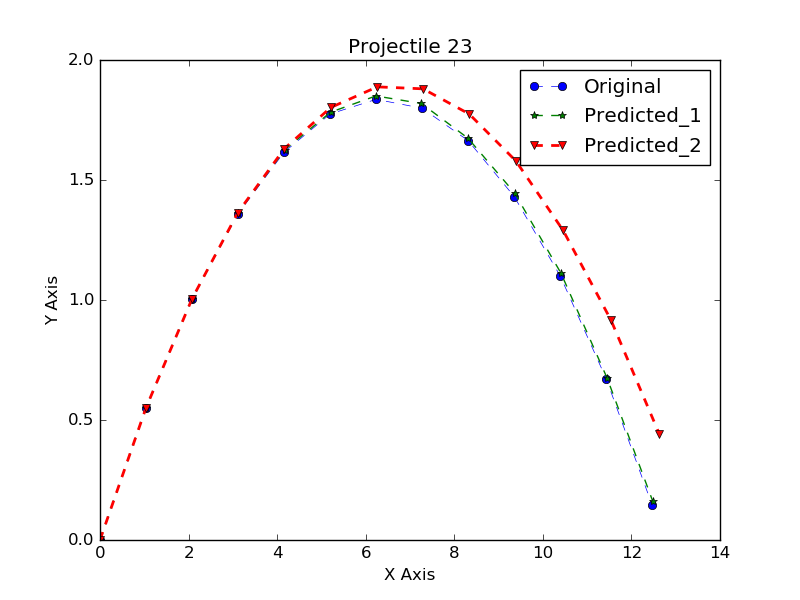 Projectile 23
Original
Predicted_1
Predicted_2
2.0
1.5
1.0
0.5
0.0
Y Axis
0 2 4 6 8 10 12 14
X Axis